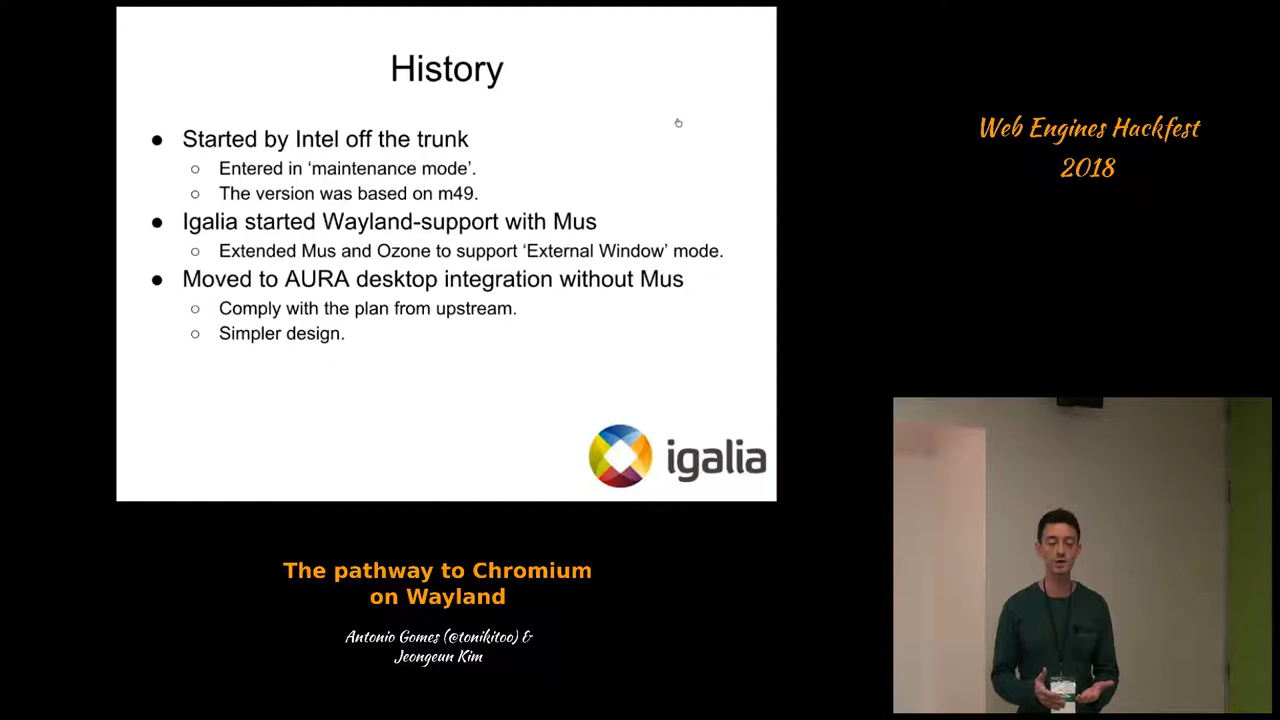 History
● Started by Intel off the trunk
○ Entered in ‘maintenance mode’.
○ The version was based on m49.
● Igalia started Wayland-support with Mus
○ Extended Mus and Ozone to support ‘External Window’ mode.
● Moved to AURA desktop integration without Mus
○ Comply with the plan from upstream.
○ Simpler design.
igalia
Web Engines Hackfest
2018
The pathway to Chromium
on Wayland
Antonio Gomes (@tonikitoo) &
Jeongeun Kim